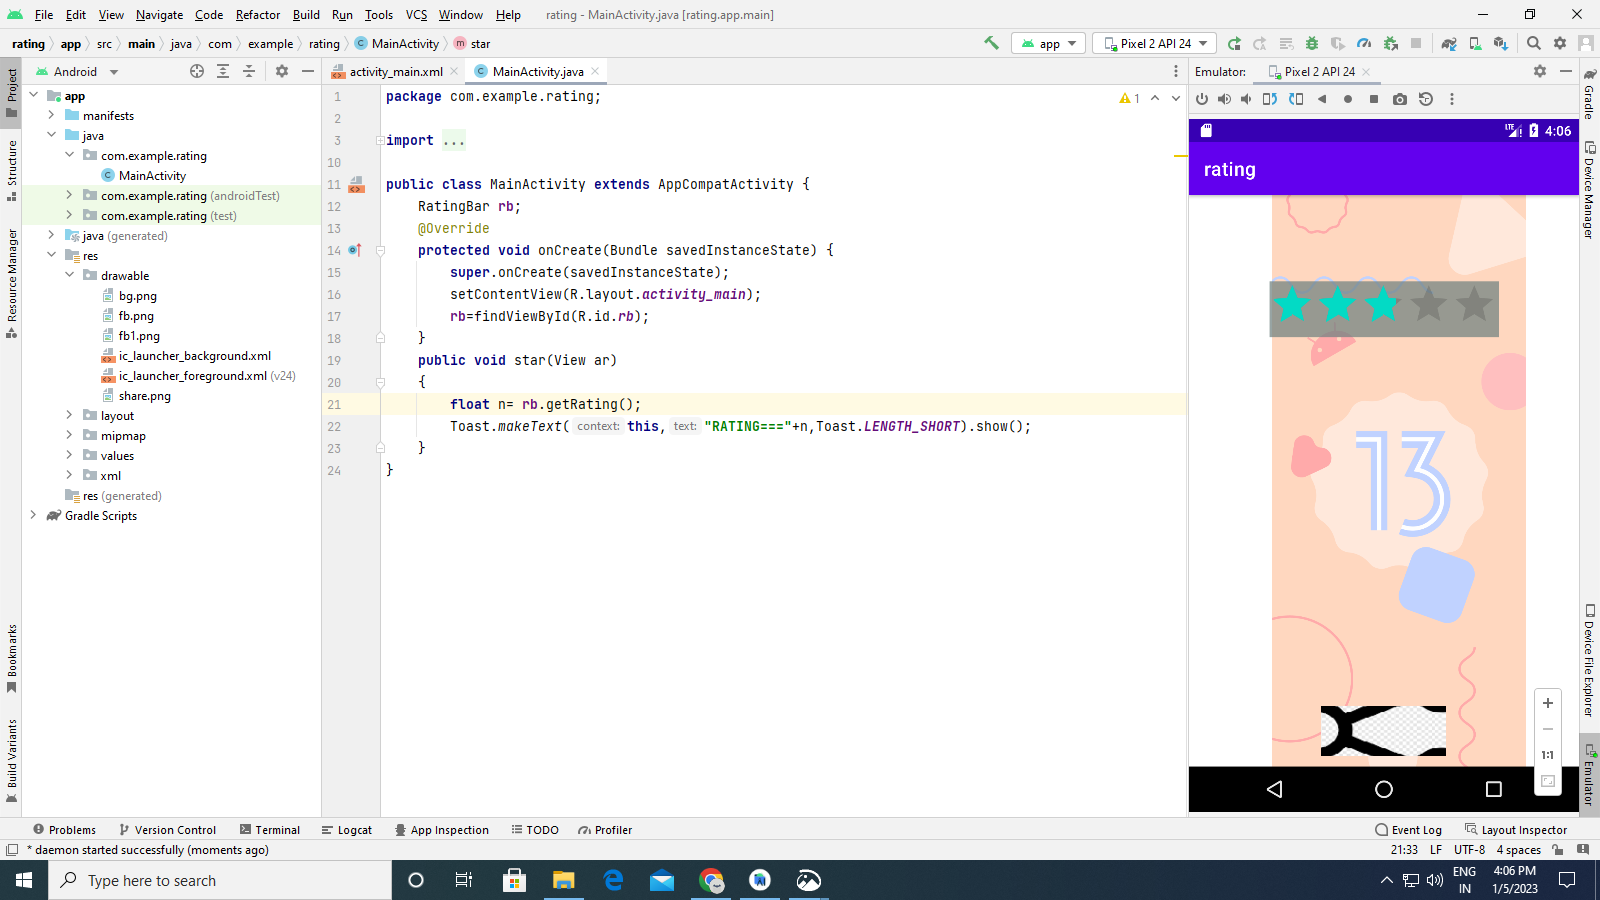 File Edit View Navigate Code Refactor Build Run Tools VCS Window Help rating - MainActivity.java [rating.app.main]
rating app src main java com example rating MainActivity star app Pixel 2 API 24
Android activity_main.xml MainActivity.java Emulator: Pixel 2 API 24
Project
Structure
Resource Manager
Bookmarks
Build Variants
app
manifests
java
com.example.rating
MainActivity
com.example.rating (androidTest)
com.example.rating (test)
java (generated)
res
drawable
bg.png
fb.png
fb1.png
ic_launcher_background.xml
ic_launcher_foreground.xml (v24)
share.png
layout
mipmap
values
xml
res (generated)
Gradle Scripts
1 package com.example.rating;
2
3 import ...
10
11 public class MainActivity extends AppCompatActivity {
12 RatingBar rb;
13 @Override
14 protected void onCreate(Bundle savedInstanceState) {
15 super.onCreate(savedInstanceState);
16 setContentView(R.layout.activity_main);
17 rb=findViewById(R.id.rb);
18 }
19 public void star(View ar)
20 {
21 float n= rb.getRating();
22 Toast.makeText( context: this, text: "RATING==="+n,Toast.LENGTH_SHORT).show();
23 }
24 }
1
LTE 4:06
rating
13
1:1
Gradle
Device Manager
Device File Explorer
Emulator
Problems Version Control Terminal Logcat App Inspection TODO Profiler Event Log Layout Inspector
* daemon started successfully (moments ago) 21:33 LF UTF-8 4 spaces
Type here to search
ENG
IN
4:06 PM
1/5/2023